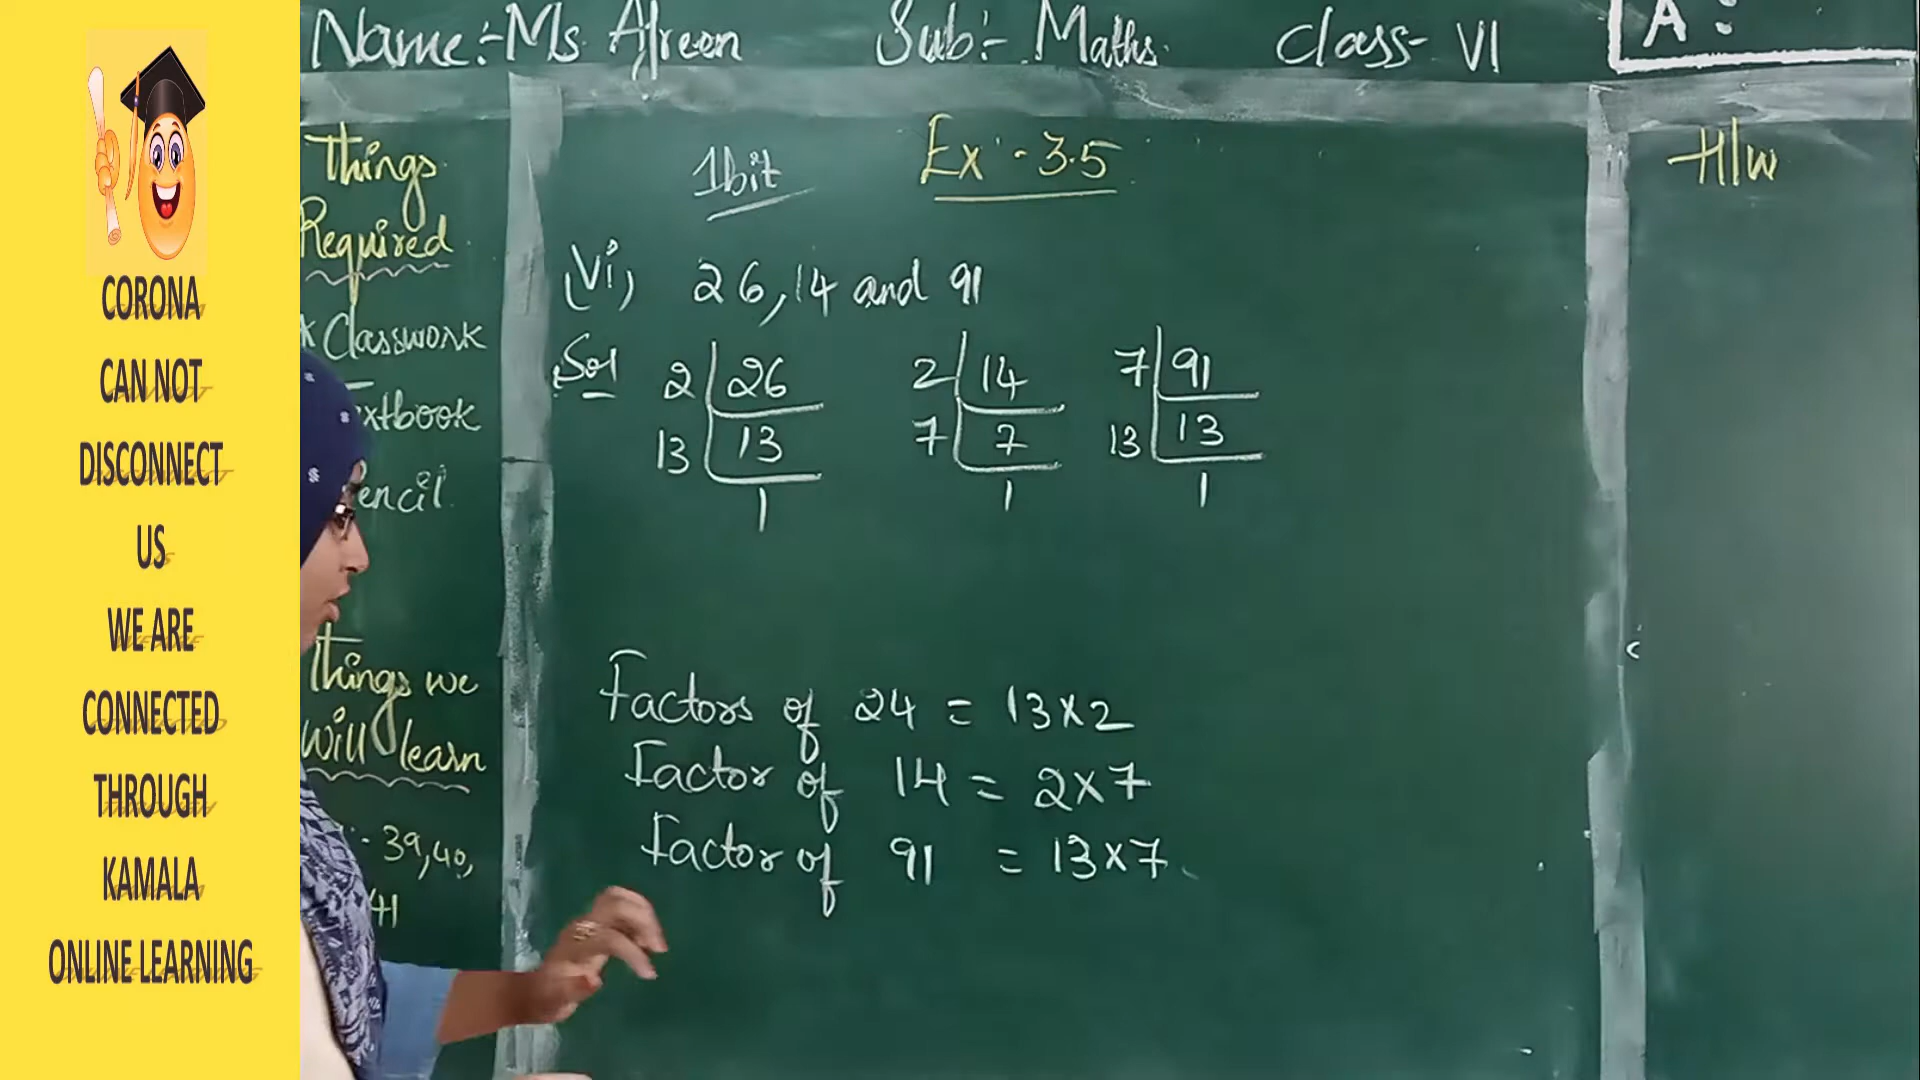 CORONA
CAN NOT
DISCONNECT
US
WE ARE
CONNECTED
THROUGH
KAMALA
ONLINE LEARNING
Name:- Ms Afreen Sub:- Maths. Class- VI
A:
Things
Required
Classwork
extbook
encil.
Things we
will learn
:- 39,40,
41
1bit Ex:-3.5
(Vi) 26,14 and 91
Sol 2 26 2 14 7 91
13 13 7 7 13 13
1 1 1
Factors of 24 = 13×2
Factor of 14 = 2×7
Factor of 91 = 13×7
H/w